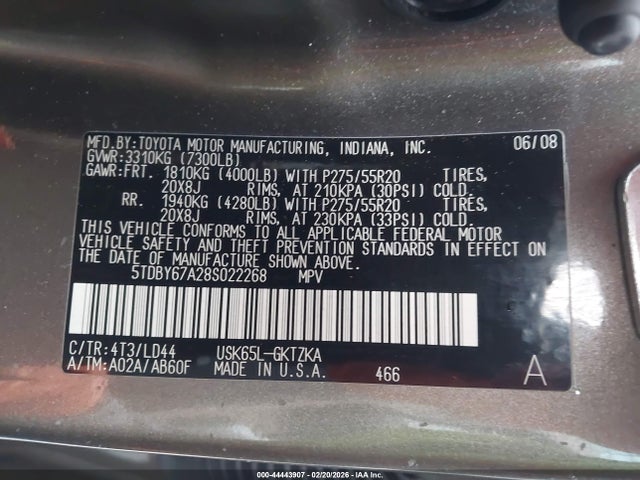 MFD.BY:TOYOTA MOTOR MANUFACTURING, INDIANA, INC. 06/08
GVWR:3310KG (7300LB)
GAWR:FRT. 1810KG (4000LB) WITH P275/55R20 TIRES,
20X8J RIMS, AT 210KPA (30PSI) COLD.
RR. 1940KG (4280LB) WITH P275/55R20 TIRES,
20X8J RIMS, AT 230KPA (33PSI) COLD.
THIS VEHICLE CONFORMS TO ALL APPLICABLE FEDERAL MOTOR
VEHICLE SAFETY AND THEFT PREVENTION STANDARDS IN EFFECT ON
THE DATE OF MANUFACTURE SHOWN ABOVE.
5TDBY67A28S022268 MPV
C/TR:4T3/LD44 USK65L-GKTZKA
A/TM:A02A/AB60F MADE IN U.S.A. 466 A
000-44443907 - 02/20/2026 - IAA Inc.